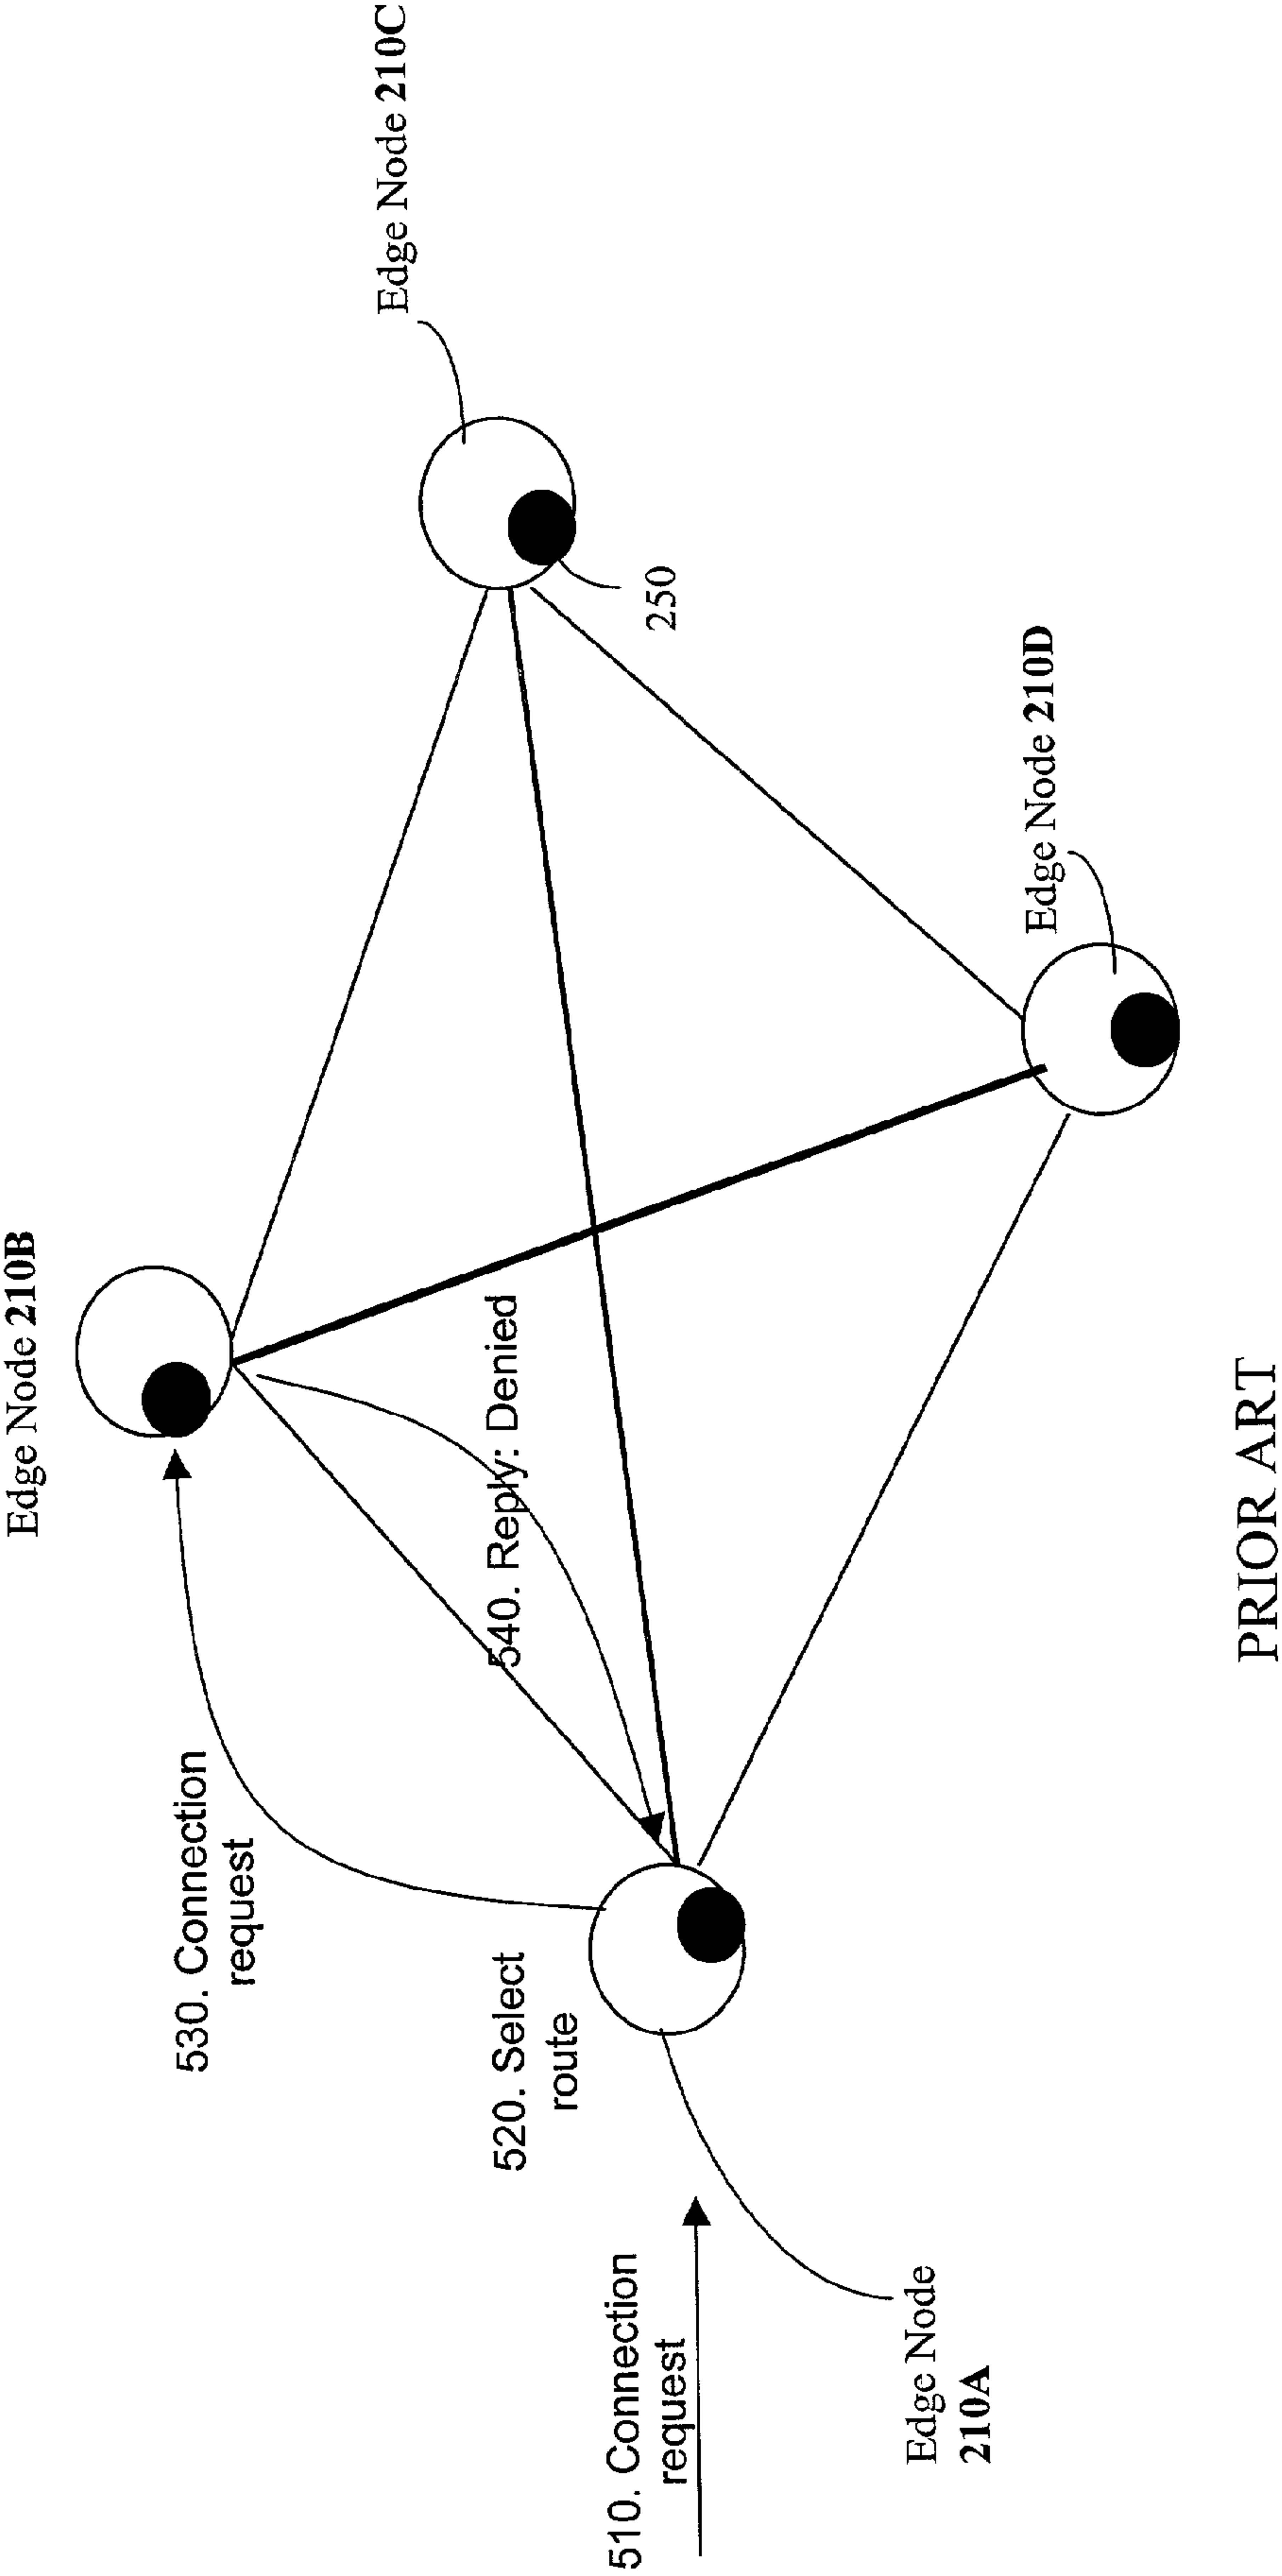 Edge Node 210B
530. Connection
request
Edge Node 210C
540. Reply: Denied
520. Select
route
250
510. Connection
request
Edge Node
210A
Edge Node 210D
PRIOR ART